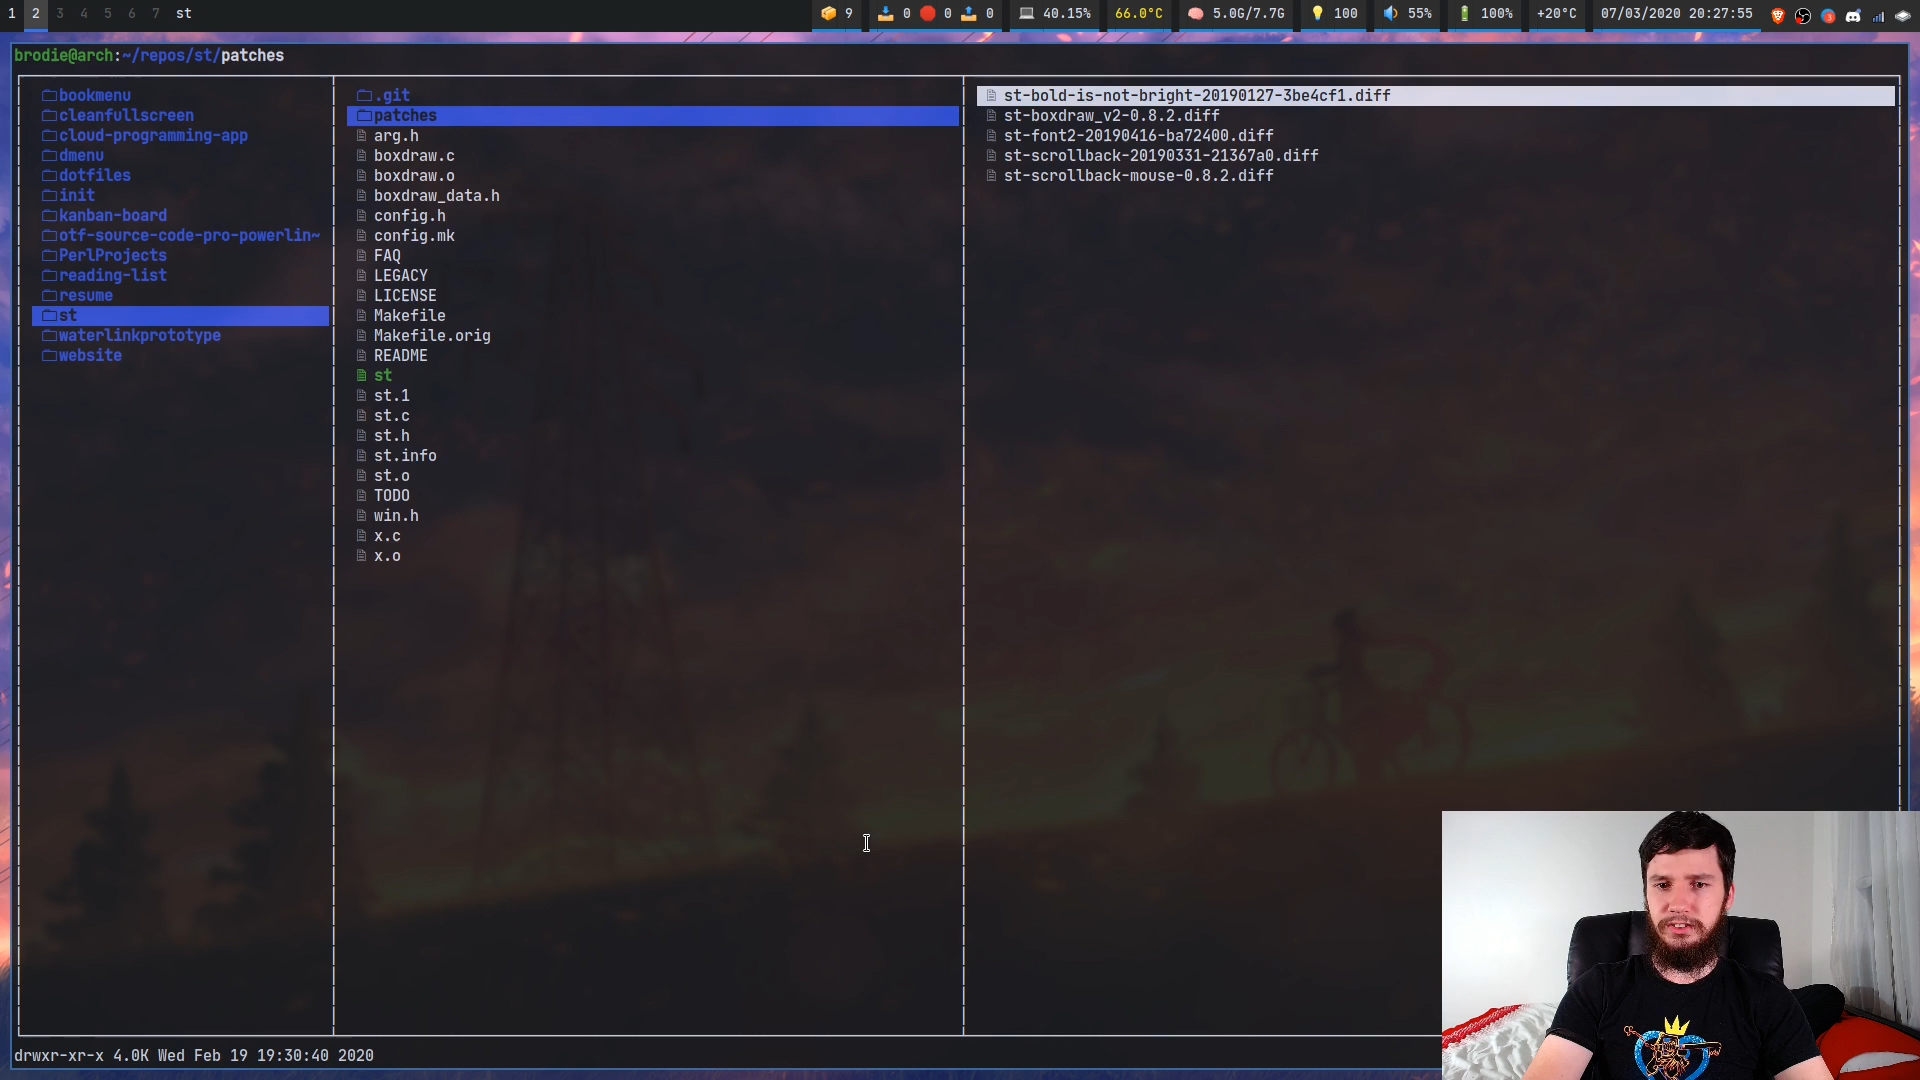 1 2 3 4 5 6 7 st
9 0 0 0 40.15% 66.0°C 5.0G/7.7G 100 55% 100% +20°C 07/03/2020 20:27:55
brodie@arch:~/repos/st/patches
bookmenu
cleanfullscreen
cloud-programming-app
dmenu
dotfiles
init
kanban-board
otf-source-code-pro-powerlin~
PerlProjects
reading-list
resume
st
waterlinkprototype
website
.git
patches
arg.h
boxdraw.c
boxdraw.o
boxdraw_data.h
config.h
config.mk
FAQ
LEGACY
LICENSE
Makefile
Makefile.orig
README
st
st.1
st.c
st.h
st.info
st.o
TODO
win.h
x.c
x.o
st-bold-is-not-bright-20190127-3be4cf1.diff
st-boxdraw_v2-0.8.2.diff
st-font2-20190416-ba72400.diff
st-scrollback-20190331-21367a0.diff
st-scrollback-mouse-0.8.2.diff
drwxr-xr-x 4.0K Wed Feb 19 19:30:40 2020